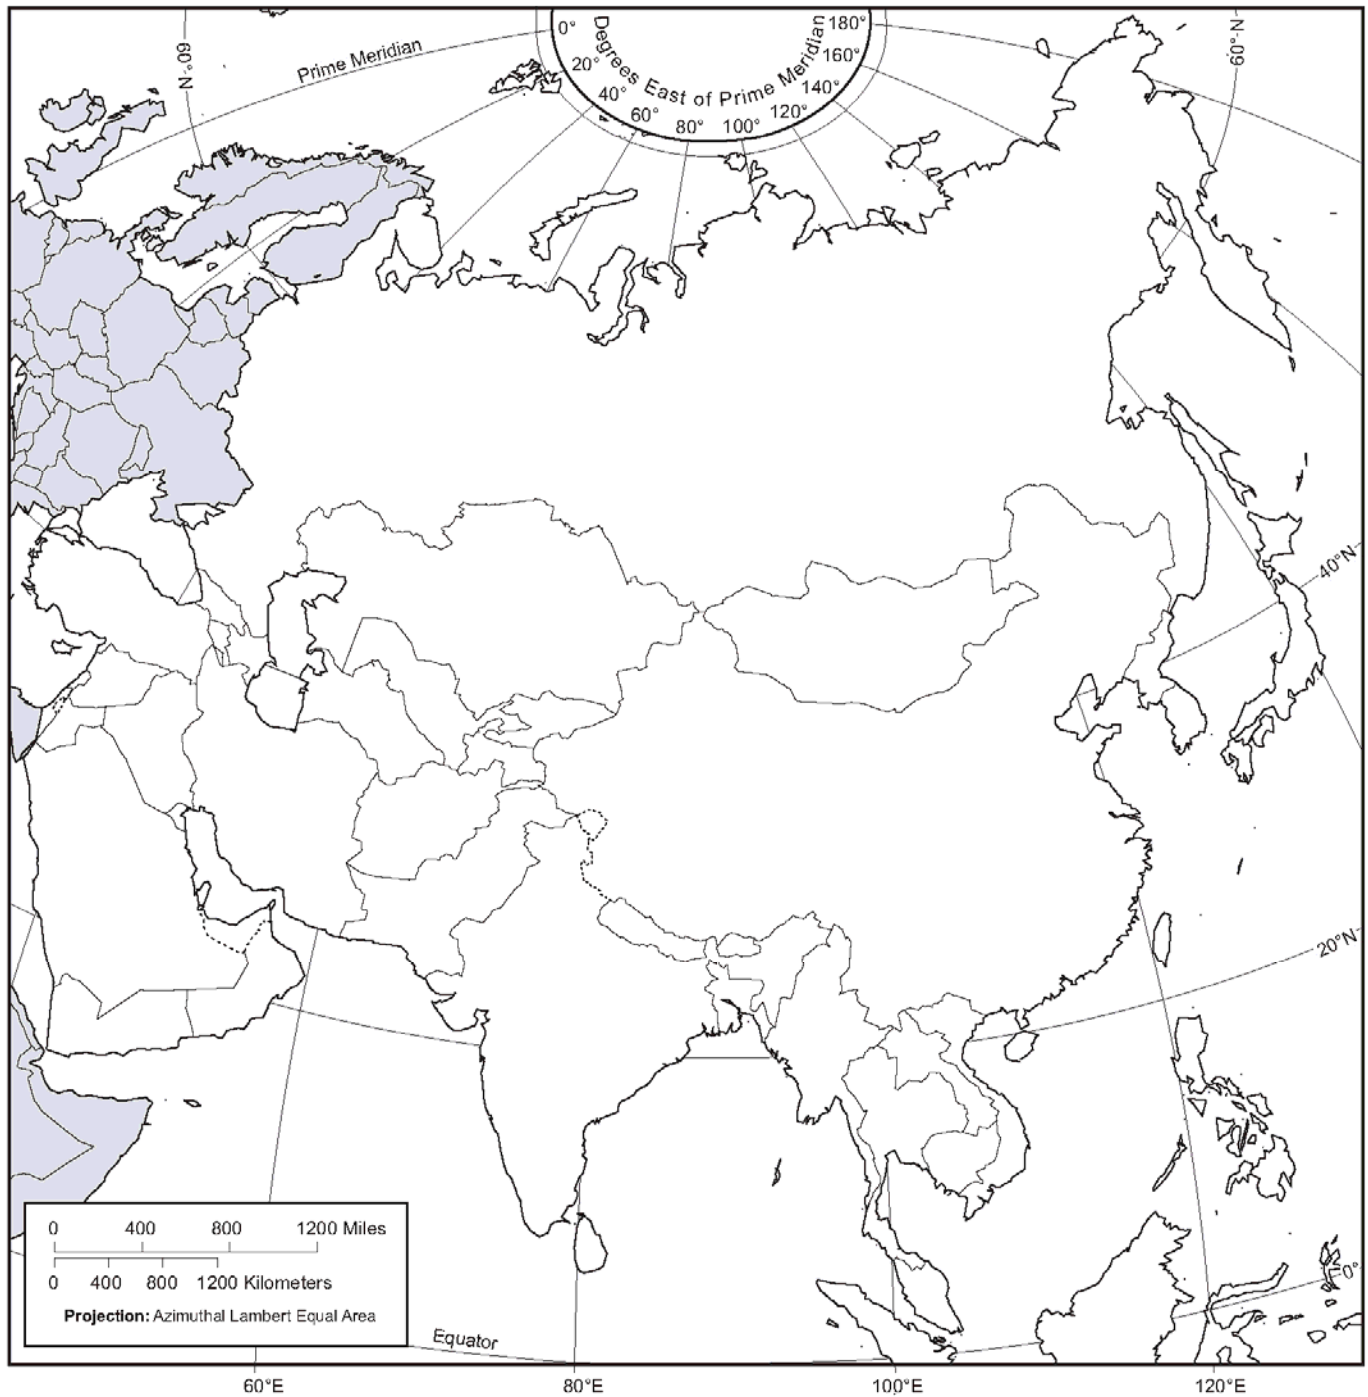 0°
20°
40°
60°
80°
100°
120°
140°
160°
180°
Degrees East of Prime Meridian
Prime Meridian
60°N
60°N
40°N
20°N
0°
0 400 800 1200 Miles
0 400 800 1200 Kilometers
Projection: Azimuthal Lambert Equal Area
Equator
60°E 80°E 100°E 120°E